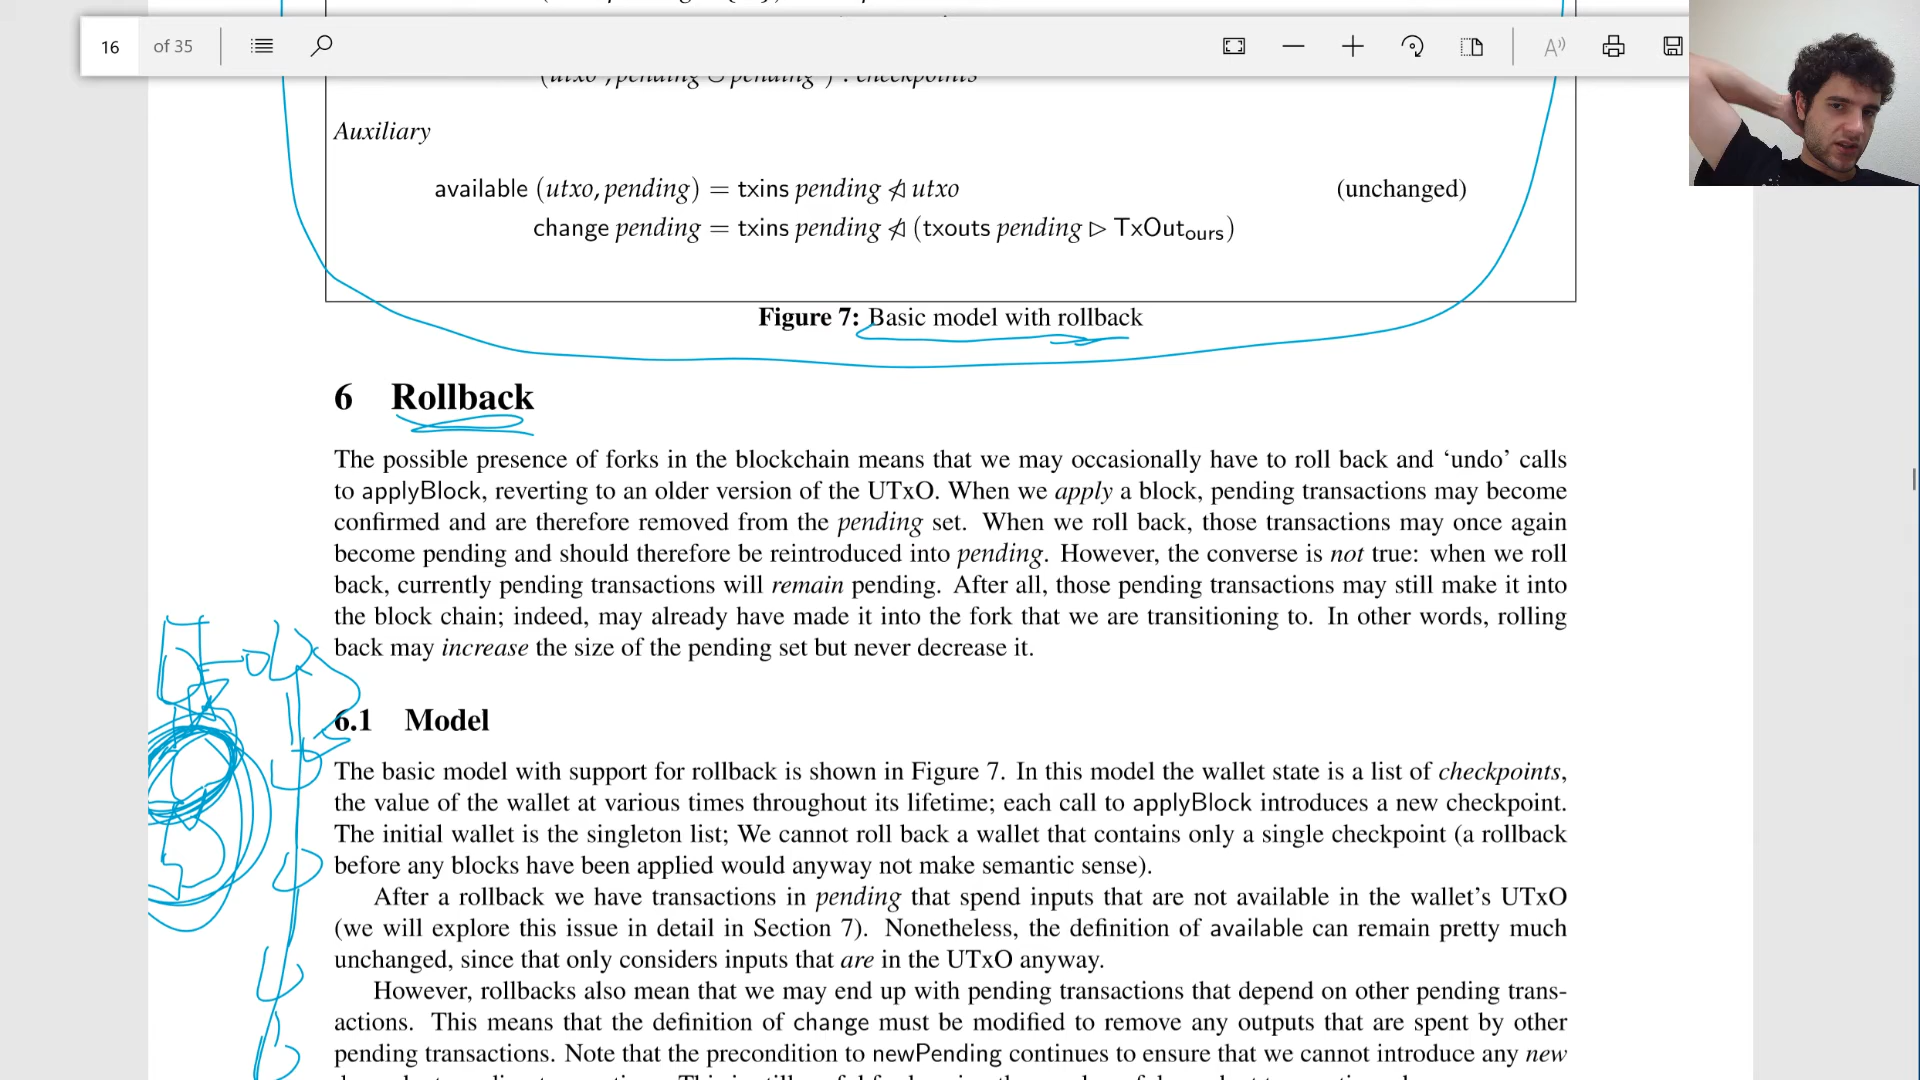 16 of 35
(utxo , pending ∪ pending ) : checkpoints
Auxiliary
available (utxo, pending) = txins pending ⋪ utxo (unchanged)
change pending = txins pending ⋪ (txouts pending ▷ TxOutours)
Figure 7: Basic model with rollback
6 Rollback
The possible presence of forks in the blockchain means that we may occasionally have to roll back and ‘undo’ calls
to applyBlock, reverting to an older version of the UTxO. When we apply a block, pending transactions may become
confirmed and are therefore removed from the pending set. When we roll back, those transactions may once again
become pending and should therefore be reintroduced into pending. However, the converse is not true: when we roll
back, currently pending transactions will remain pending. After all, those pending transactions may still make it into
the block chain; indeed, may already have made it into the fork that we are transitioning to. In other words, rolling
back may increase the size of the pending set but never decrease it.
6.1 Model
The basic model with support for rollback is shown in Figure 7. In this model the wallet state is a list of checkpoints,
the value of the wallet at various times throughout its lifetime; each call to applyBlock introduces a new checkpoint.
The initial wallet is the singleton list; We cannot roll back a wallet that contains only a single checkpoint (a rollback
before any blocks have been applied would anyway not make semantic sense).
After a rollback we have transactions in pending that spend inputs that are not available in the wallet’s UTxO
(we will explore this issue in detail in Section 7). Nonetheless, the definition of available can remain pretty much
unchanged, since that only considers inputs that are in the UTxO anyway.
However, rollbacks also mean that we may end up with pending transactions that depend on other pending trans-
actions. This means that the definition of change must be modified to remove any outputs that are spent by other
pending transactions. Note that the precondition to newPending continues to ensure that we cannot introduce any new